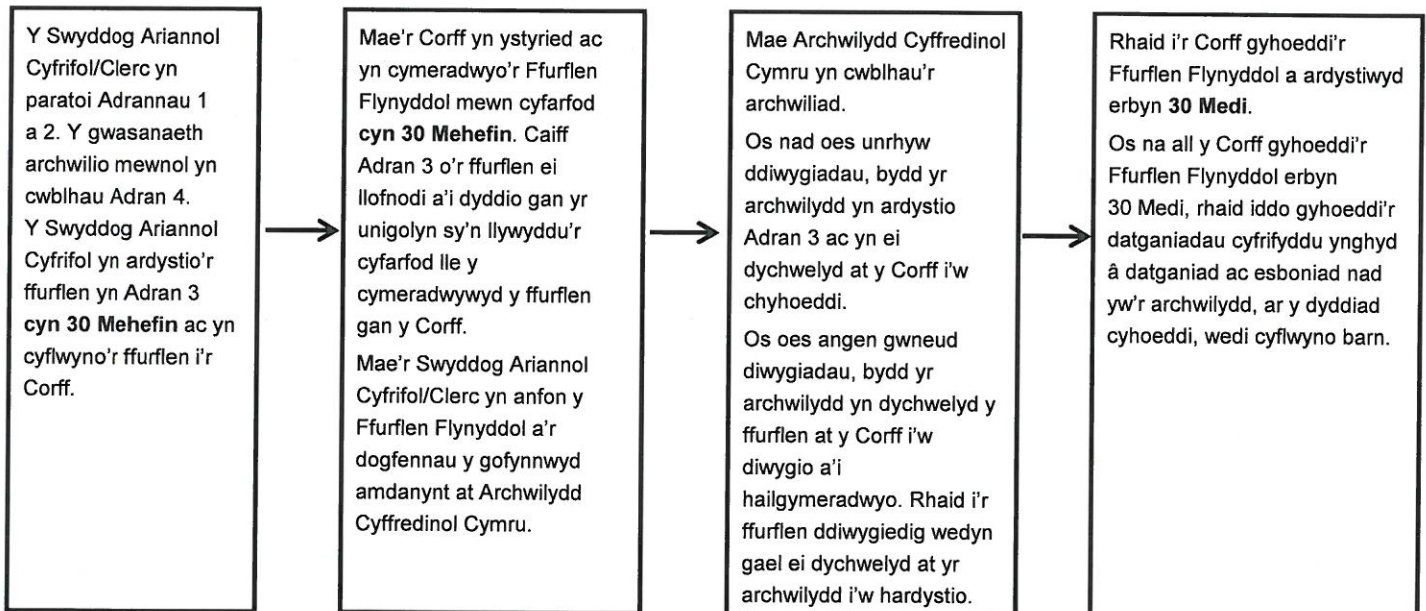 Y Swyddog Ariannol
Cyfrifol/Clerc yn
paratoi Adrannau 1
a 2. Y gwasanaeth
archwilio mewnol yn
cwblhau Adran 4.
Y Swyddog Ariannol
Cyfrifol yn ardystio'r
ffurflen yn Adran 3
cyn 30 Mehefin ac yn
cyflwyno'r ffurflen i'r
Corff.
Mae'r Corff yn ystyried ac
yn cymeradwyo'r Ffurflen
Flynyddol mewn cyfarfod
cyn 30 Mehefin. Caiff
Adran 3 o'r ffurflen ei
llofnodi a'i dyddio gan yr
unigolyn sy'n llywyddu'r
cyfarfod lle y
cymeradwywyd y ffurflen
gan y Corff.
Mae'r Swyddog Ariannol
Cyfrifol/Clerc yn anfon y
Ffurflen Flynyddol a'r
dogfennau y gofynnwyd
amdanynt at Archwilydd
Cyffredinol Cymru.
Mae Archwilydd Cyffredinol
Cymru yn cwblhau'r
archwiliad.
Os nad oes unrhyw
ddiwygiadau, bydd yr
archwilydd yn ardystio
Adran 3 ac yn ei
dychwelyd at y Corff i'w
chyhoeddi.
Os oes angen gwneud
diwygiadau, bydd yr
archwilydd yn dychwelyd y
ffurflen at y Corff i'w
diwygio a'i
hailgymeradwyo. Rhaid i'r
ffurflen ddiwygiedig wedyn
gael ei dychwelyd at yr
archwilydd i'w hardystio.
Rhaid i'r Corff gyhoeddi'r
Ffurflen Flynyddol a ardystiwyd
erbyn 30 Medi.
Os na all y Corff gyhoeddi'r
Ffurflen Flynyddol erbyn
30 Medi, rhaid iddo gyhoeddi'r
datganiadau cyfrifyddu ynghyd
â datganiad ac esboniad nad
yw'r archwilydd, ar y dyddiad
cyhoeddi, wedi cyflwyno barn.